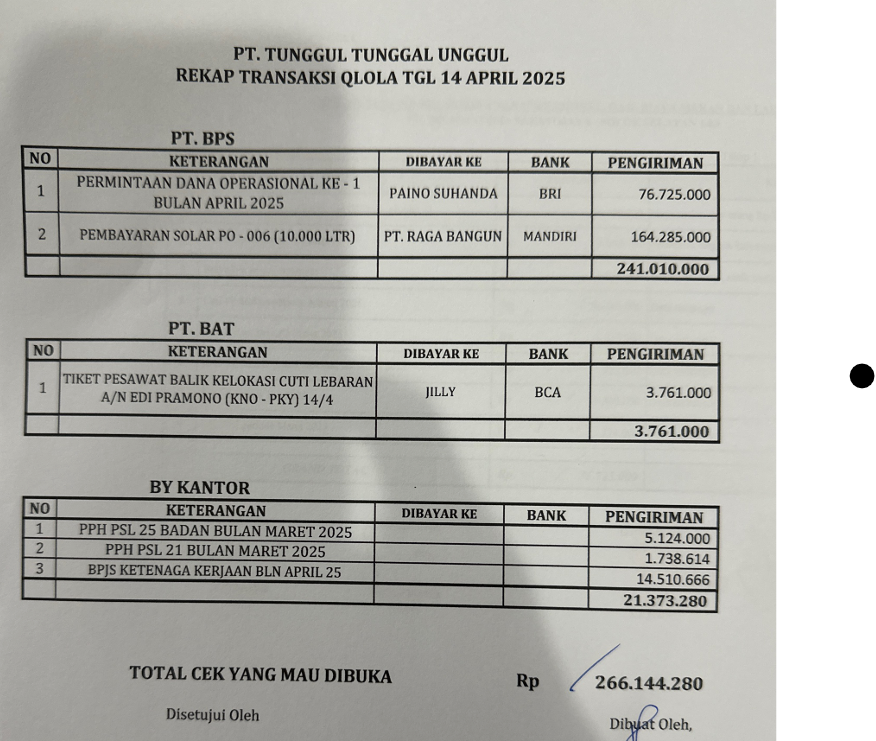 PT. TUNGGUL TUNGGAL UNGGUL
REKAP TRANSAKSI QLOLA TGL 14 APRIL 2025
PT. BPS
NO KETERANGAN DIBAYAR KE BANK PENGIRIMAN
1 PERMINTAAN DANA OPERASIONAL KE - 1 BULAN APRIL 2025 PAINO SUHANDA BRI 76.725.000
2 PEMBAYARAN SOLAR PO - 006 (10.000 LTR) PT. RAGA BANGUN MANDIRI 164.285.000
241.010.000
PT. BAT
NO KETERANGAN DIBAYAR KE BANK PENGIRIMAN
1 TIKET PESAWAT BALIK KELOKASI CUTI LEBARAN A/N EDI PRAMONO (KNO - PKY) 14/4 JILLY BCA 3.761.000
3.761.000
BY KANTOR
NO KETERANGAN DIBAYAR KE BANK PENGIRIMAN
1 PPH PSL 25 BADAN BULAN MARET 2025 5.124.000
2 PPH PSL 21 BULAN MARET 2025 1.738.614
3 BPJS KETENAGA KERJAAN BLN APRIL 25 14.510.666
21.373.280
TOTAL CEK YANG MAU DIBUKA Rp 266.144.280
Disetujui Oleh Dibuat Oleh,